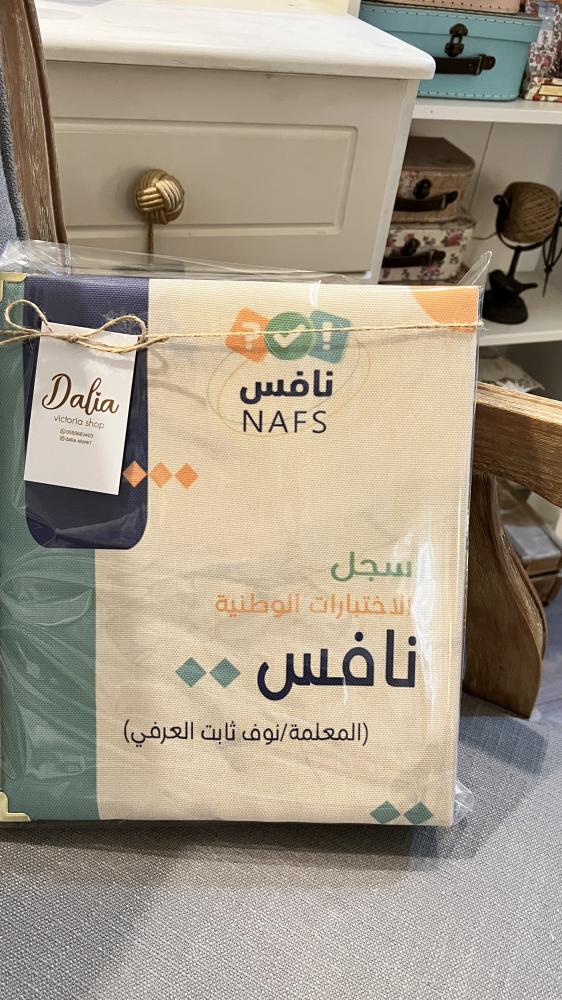 ? !
نافس
NAFS
Dalia
victoria shop
سجل
الاختبارات الوطنية
نافس
(المعلمة/نوف ثابت العرفي)